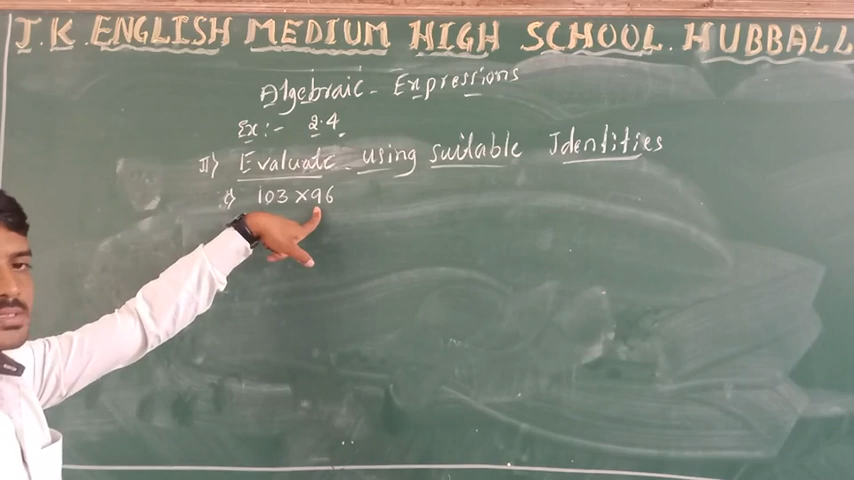 J.K. ENGLISH MEDIUM HIGH SCHOOL. HUBBALL
Algebraic - Expressions
Ex:- 2.4.
II) Evaluate using suitable Identities
i) 103 × 96